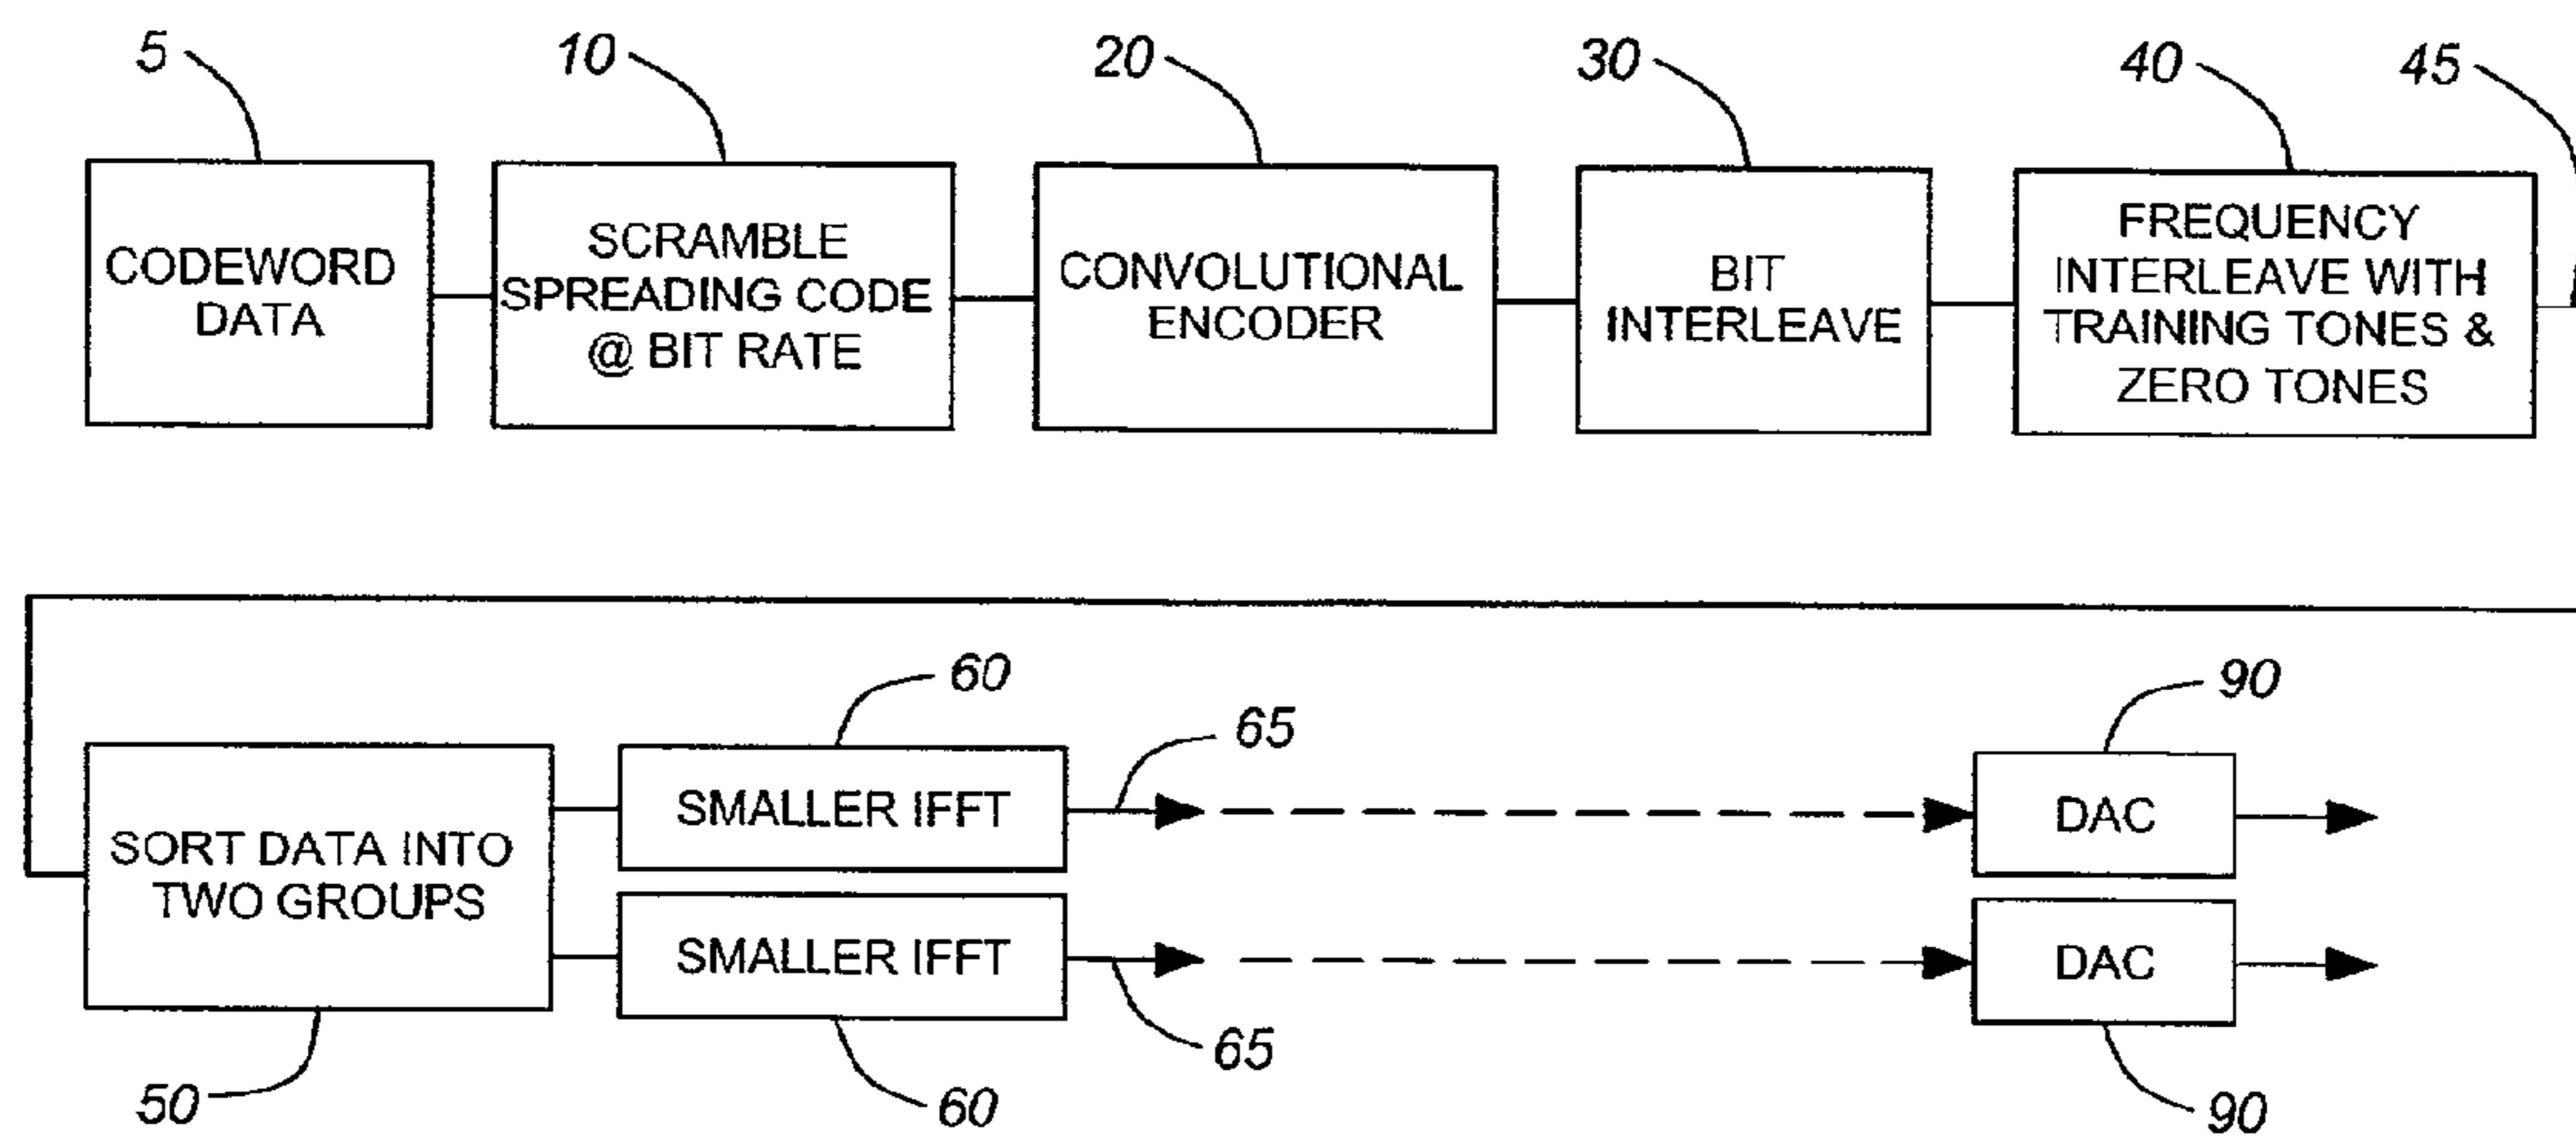 5
10
20
30
40
45
CODEWORD
DATA
SCRAMBLE
SPREADING CODE
@ BIT RATE
CONVOLUTIONAL
ENCODER
BIT
INTERLEAVE
FREQUENCY
INTERLEAVE WITH
TRAINING TONES &
ZERO TONES
60
65
90
SORT DATA INTO
TWO GROUPS
SMALLER IFFT
DAC
SMALLER IFFT
DAC
50
60
65
90